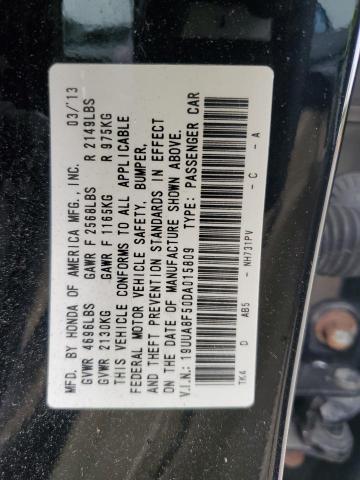 MFD. BY HONDA OF AMERICA MFG., INC. 03/'13
GVWR 4696LBS GAWR F 2568LBS R 2149LBS
GVWR 2130KG GAWR F 1165KG R 975KG
THIS VEHICLE CONFORMS TO ALL APPLICABLE
FEDERAL MOTOR VEHICLE SAFETY, BUMPER,
AND THEFT PREVENTION STANDARDS IN EFFECT
ON THE DATE OF MANUFACTURE SHOWN ABOVE.
V.I.N.: 19UUA8F50DA015809 TYPE: PASSENGER CAR
TK4 D AB5 - NH731PV - C - A